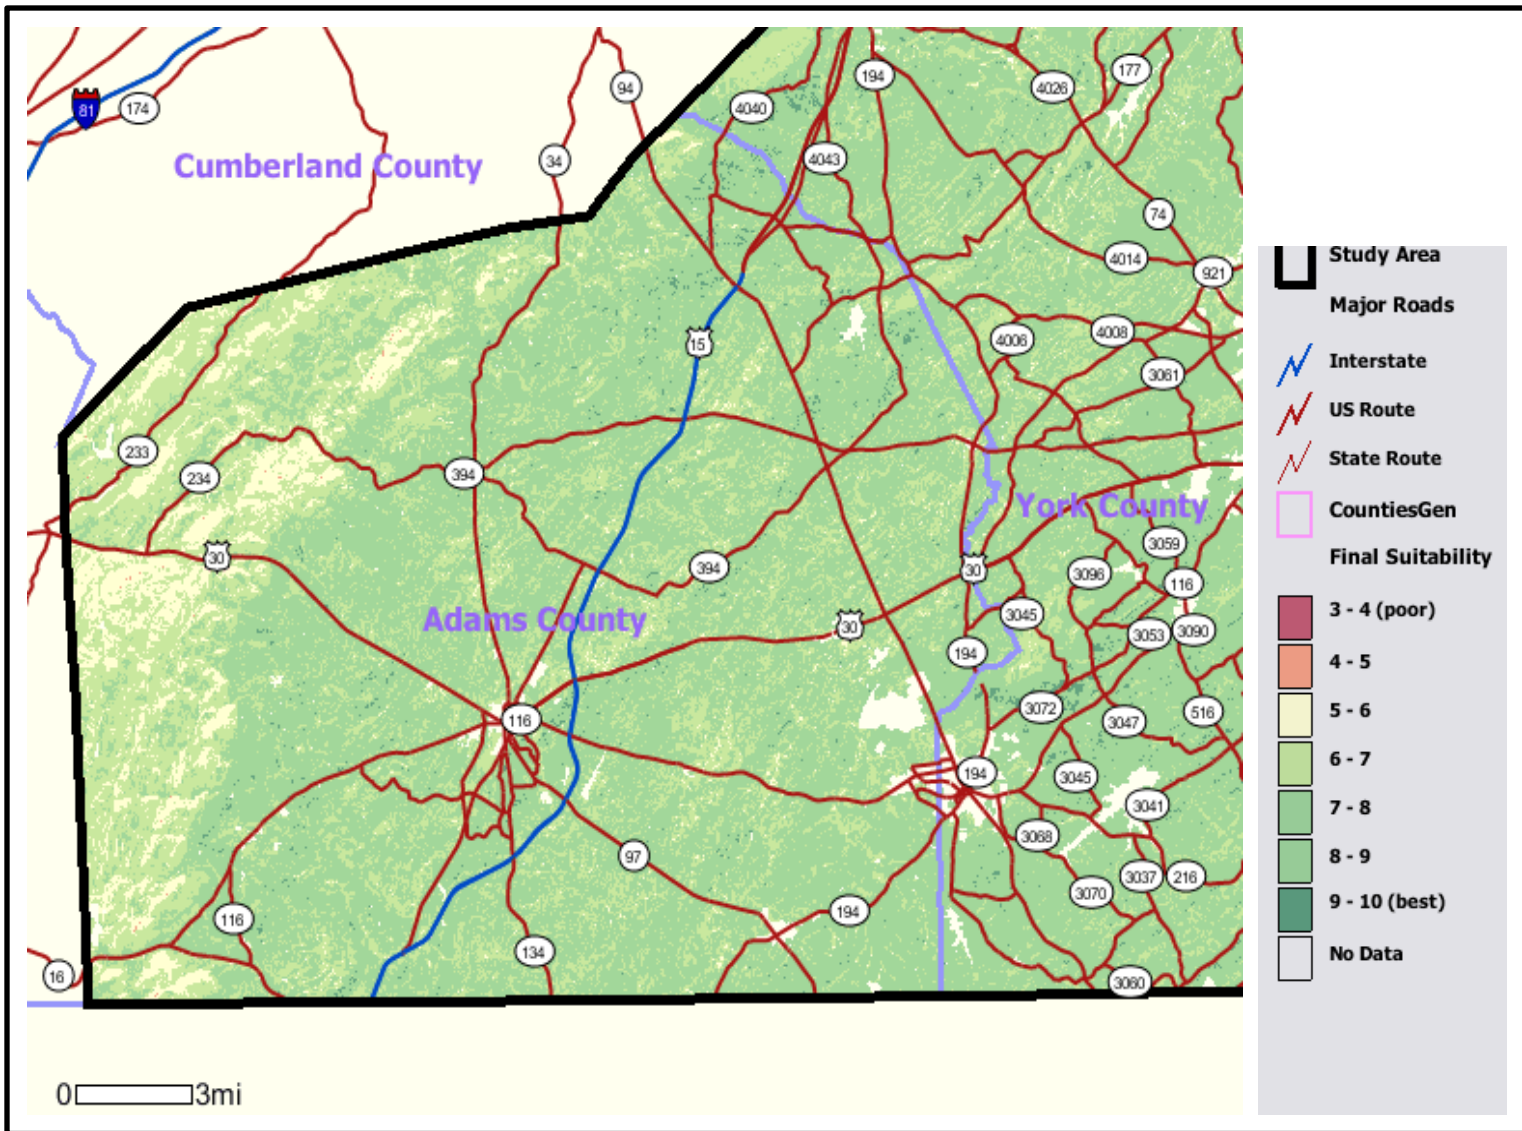 94
194
177
4026
81
174
4040
34
4043
Cumberland County
74
4014
921
Study Area
Major Roads
15
4006
4008
Interstate
3061
US Route
233
234
394
State Route
York County
CountiesGen
30
394
30
3096
3059
116
Final Suitability
Adams County
30
3045
3053
3090
3 - 4 (poor)
194
4 - 5
116
3072
3047
516
5 - 6
194
3045
6 - 7
3041
7 - 8
97
3068
8 - 9
116
194
3070
3037
216
9 - 10 (best)
134
No Data
16
3060
0
3mi